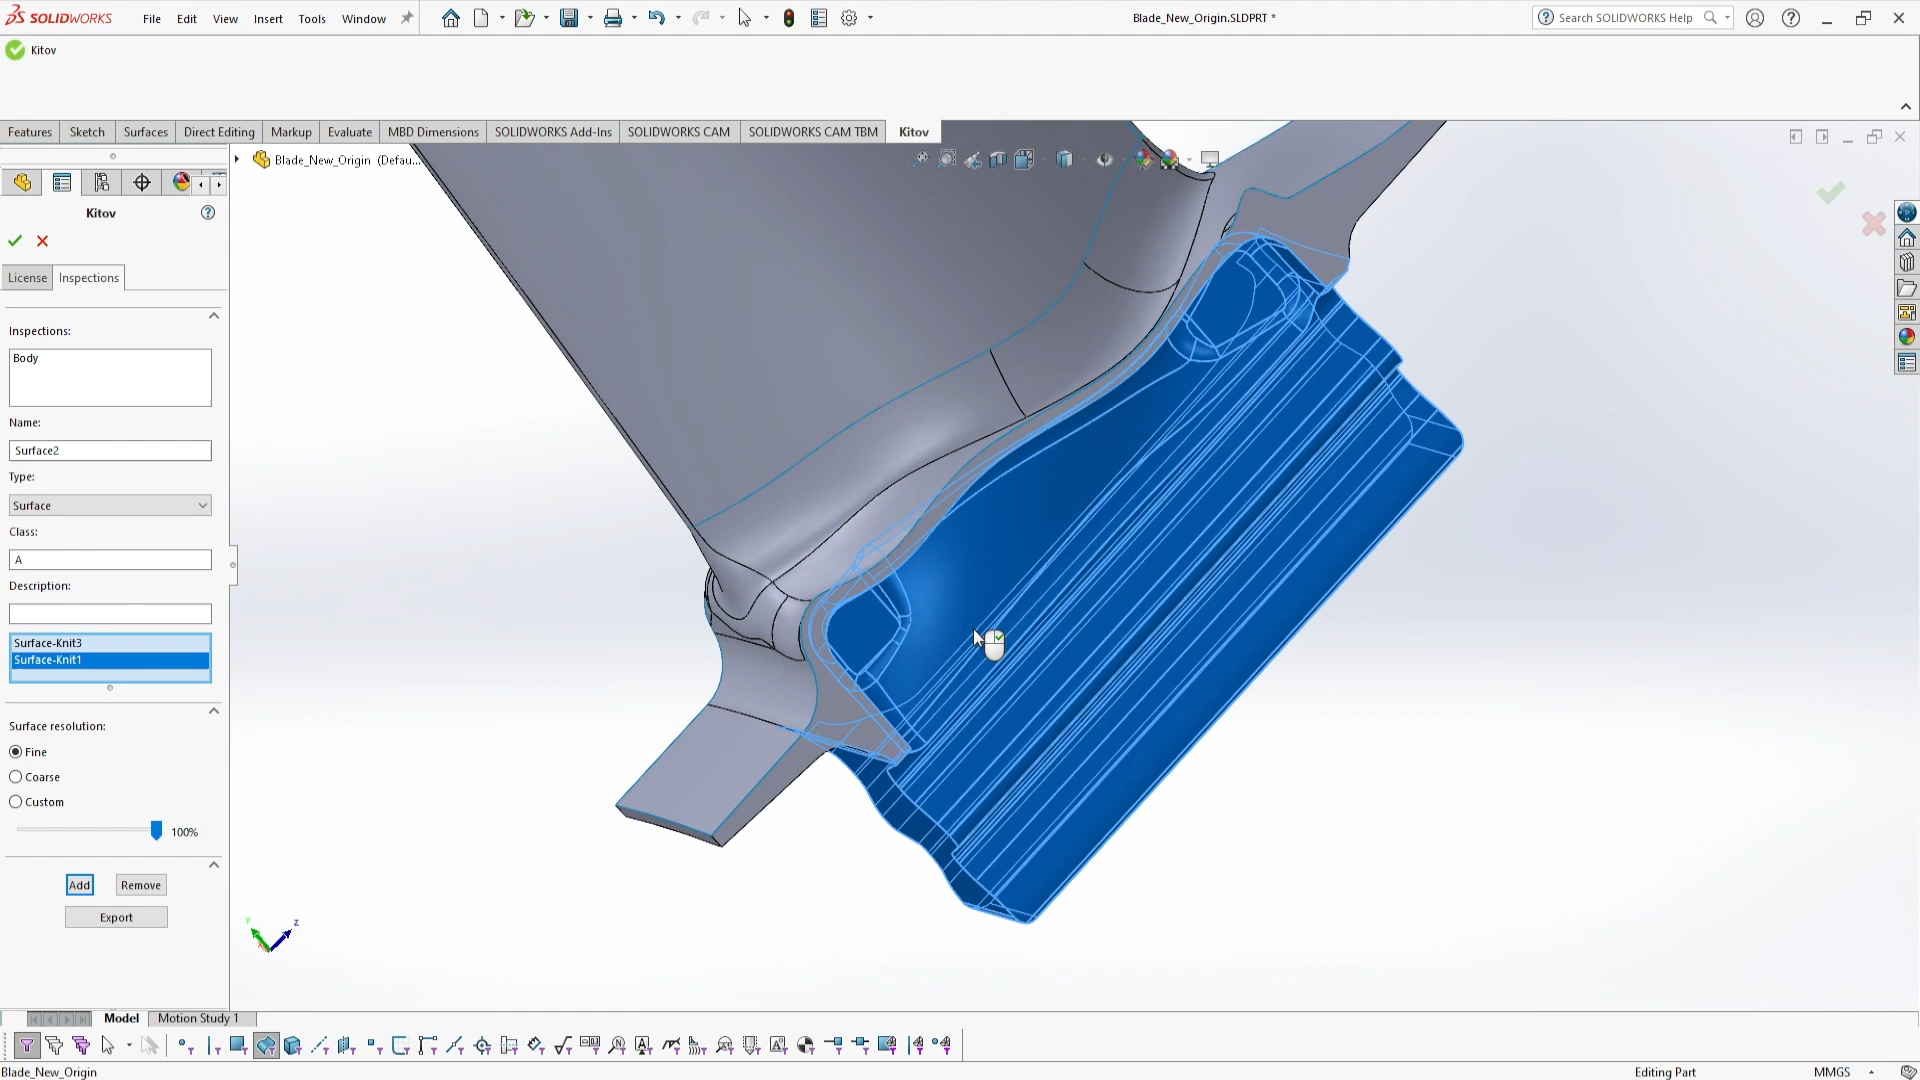 SOLIDWORKS File Edit View Insert Tools Window Blade_New_Origin.SLDPRT * Search SOLIDWORKS Help
Kitov
Features Sketch Surfaces Direct Editing Markup Evaluate MBD Dimensions SOLIDWORKS Add-Ins SOLIDWORKS CAM SOLIDWORKS CAM TBM Kitov
Blade_New_Origin (Defau...
Kitov
License Inspections
Inspections:
Body
Name:
Surface2
Type:
Surface
Class:
A
Description:
Surface-Knit3
Surface-Knit1
Surface resolution:
Fine
Coarse
Custom
100%
Add Remove
Export
Y Z
Model Motion Study 1
Blade_New_Origin Editing Part MMGS